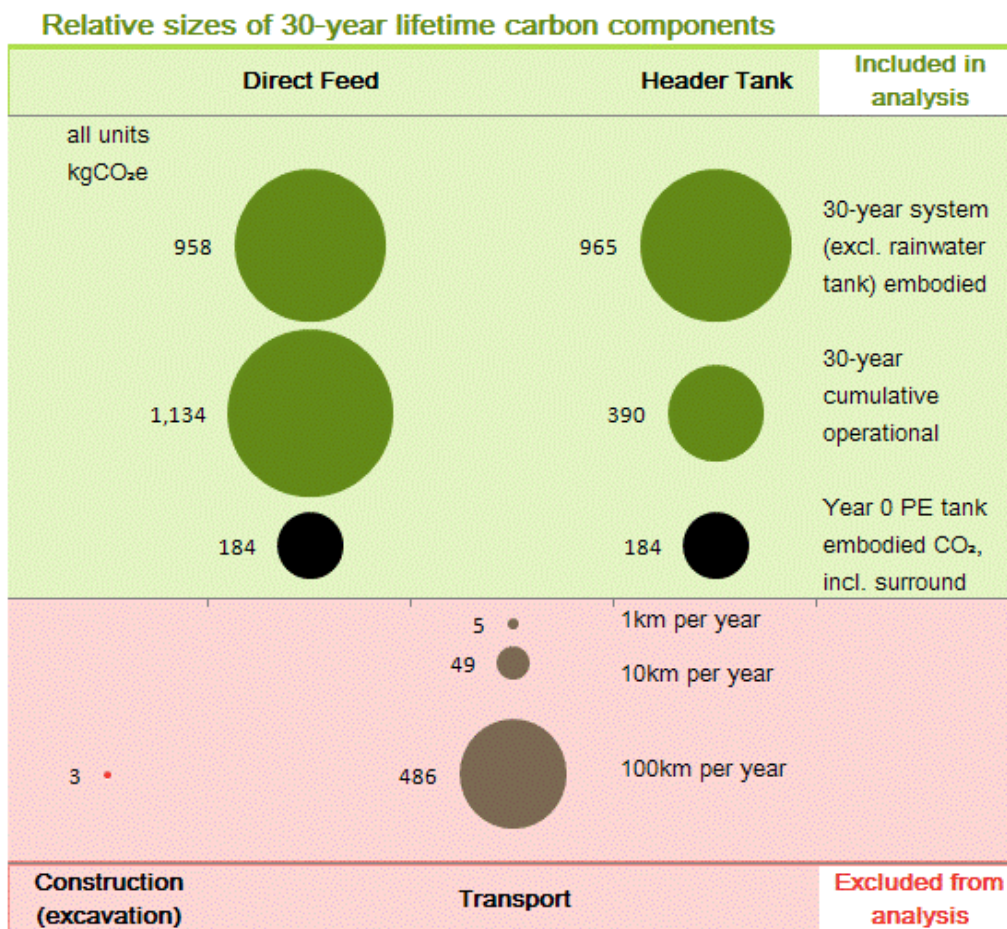 Relative sizes of 30-year lifetime carbon components
Direct Feed
Header Tank
Included in
analysis
all units
kgCO₂e
958
965
30-year system
(excl. rainwater
tank) embodied
1,134
390
30-year
cumulative
operational
184
184
Year 0 PE tank
embodied CO₂,
incl. surround
5
1km per year
49
10km per year
3
486
100km per year
Construction
(excavation)
Transport
Excluded from
analysis